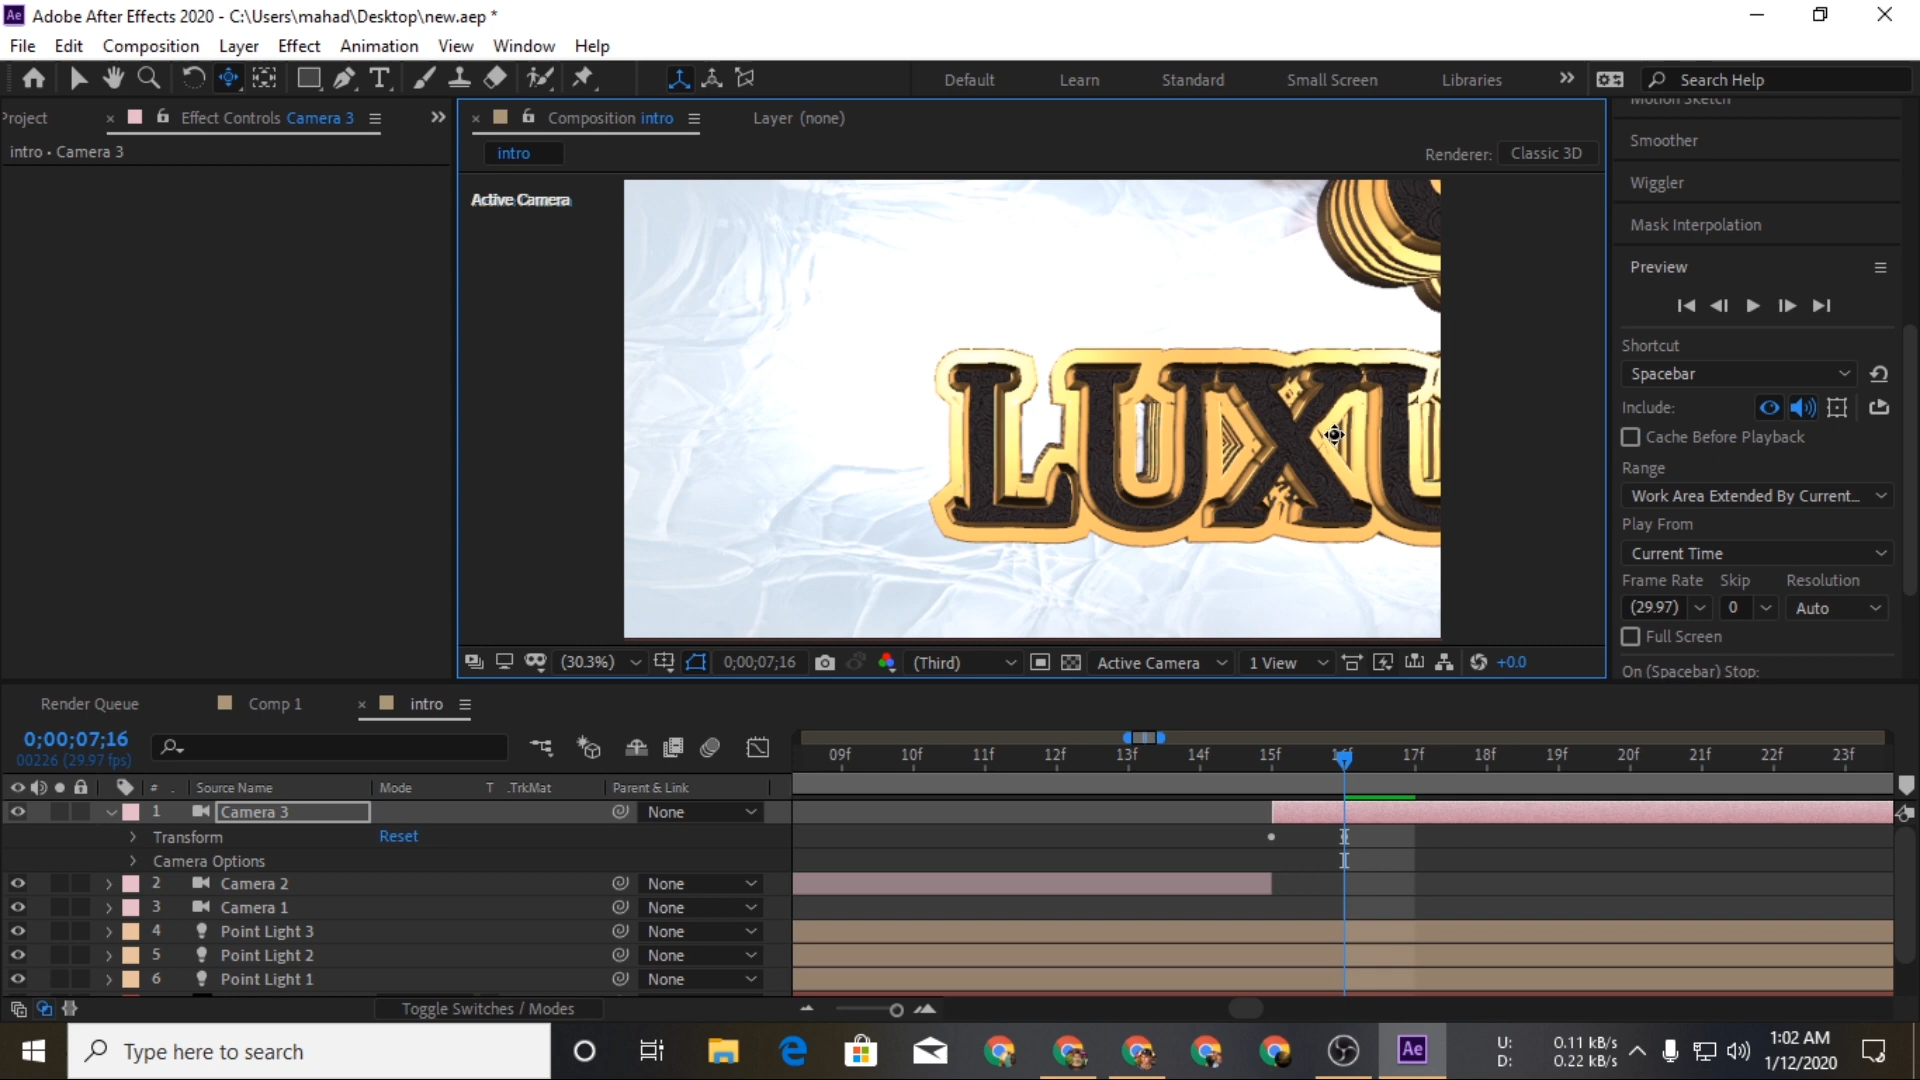 Adobe After Effects 2020 - C:\Users\mahad\Desktop\new.aep *
File Edit Composition Layer Effect Animation View Window Help
Default Learn Standard Small Screen Libraries Search Help
Project Effect Controls Camera 3
intro • Camera 3
Composition intro Layer (none)
intro
Renderer: Classic 3D
Active Camera
LUXU
(30.3%) 0;00;07;16 (Third) Active Camera 1 View +0.0
Motion Sketch
Smoother
Wiggler
Mask Interpolation
Preview
Shortcut
Spacebar
Include:
Cache Before Playback
Range
Work Area Extended By Current...
Play From
Current Time
Frame Rate Skip Resolution
(29.97) 0 Auto
Full Screen
On (Spacebar) Stop:
Render Queue Comp 1 intro
0;00;07;16
00226 (29.97 fps)
09f 10f 11f 12f 13f 14f 15f 16f 17f 18f 19f 20f 21f 22f 23f
# . Source Name Mode T .TrkMat Parent & Link
1 Camera 3 None
Transform Reset
Camera Options
2 Camera 2 None
3 Camera 1 None
4 Point Light 3 None
5 Point Light 2 None
6 Point Light 1 None
Toggle Switches / Modes
Type here to search
U: 0.11 kB/s
D: 0.22 kB/s
1:02 AM
1/12/2020